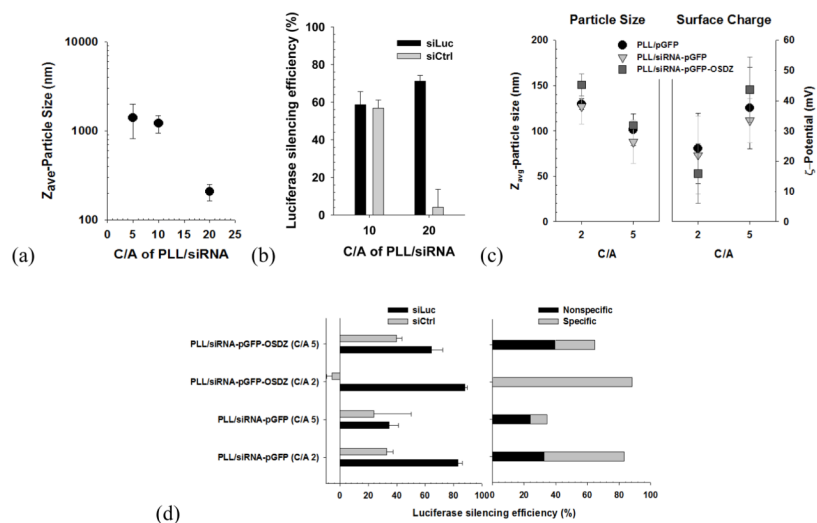 Z_ave-Particle Size (nm)
10000
1000
100
0 5 10 15 20 25
C/A of PLL/siRNA
(a)
Luciferase silencing efficiency (%)
100
80
60
40
20
0
siLuc
siCtrl
10 20
C/A of PLL/siRNA
(b)
Particle Size Surface Charge
PLL/pGFP
PLL/siRNA-pGFP
PLL/siRNA-pGFP-OSDZ
Z_avg-particle size (nm)
200
150
100
50
0
60
50
40
30
20
10
0
ζ-Potential (mV)
2 5 2 5
C/A C/A
(c)
siLuc
siCtrl
Nonspecific
Specific
PLL/siRNA-pGFP-OSDZ (C/A 5)
PLL/siRNA-pGFP-OSDZ (C/A 2)
PLL/siRNA-pGFP (C/A 5)
PLL/siRNA-pGFP (C/A 2)
0 20 40 60 80 100
0 20 40 60 80 100
Luciferase silencing efficiency (%)
(d)